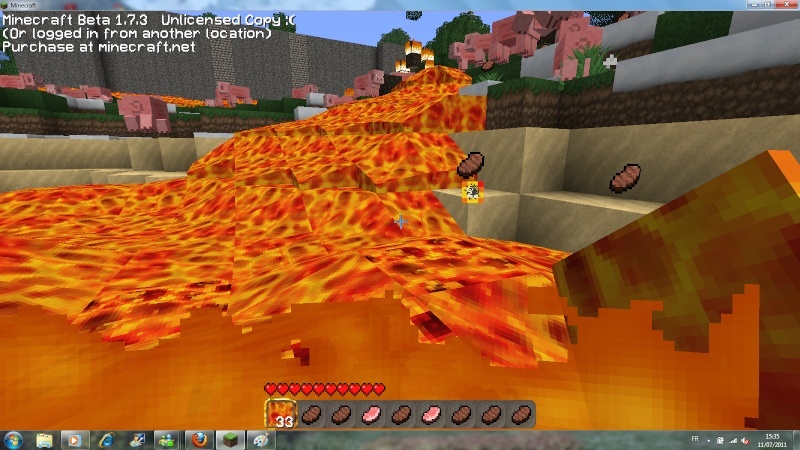 Minecraft
Minecraft Beta 1.7.3 Unlicensed Copy :(
(Or logged in from another location)
Purchase at minecraft.net
33
FR
15:35
11/07/2011